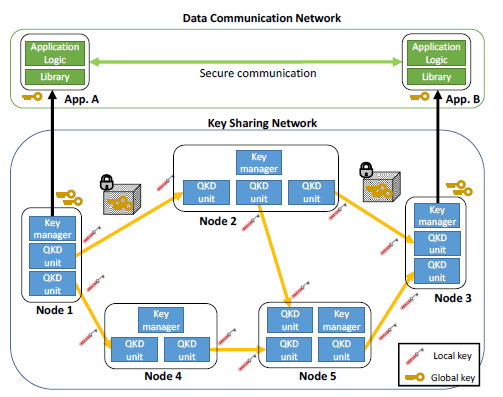 Data Communication Network
Application
Logic
Library
App. A
Secure communication
Application
Logic
Library
App. B
Key Sharing Network
Key
manager
QKD
unit
QKD
unit
QKD
unit
Node 2
Key
manager
QKD
unit
QKD
unit
Node 1
Key
manager
QKD
unit
QKD
unit
Node 3
Key
manager
QKD
unit
QKD
unit
Node 4
QKD
unit
Key
manager
QKD
unit
QKD
unit
Node 5
Local key
Global key